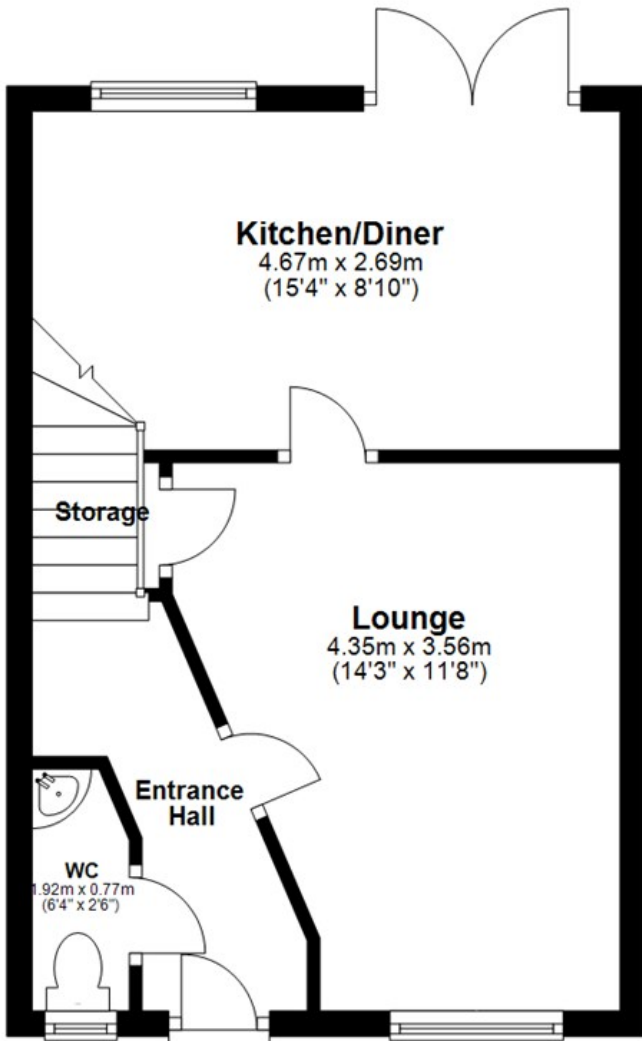 Kitchen/Diner
4.67m x 2.69m
(15'4" x 8'10")
Storage
Lounge
4.35m x 3.56m
(14'3" x 11'8")
Entrance
Hall
WC
1.92m x 0.77m
(6'4" x 2'6")